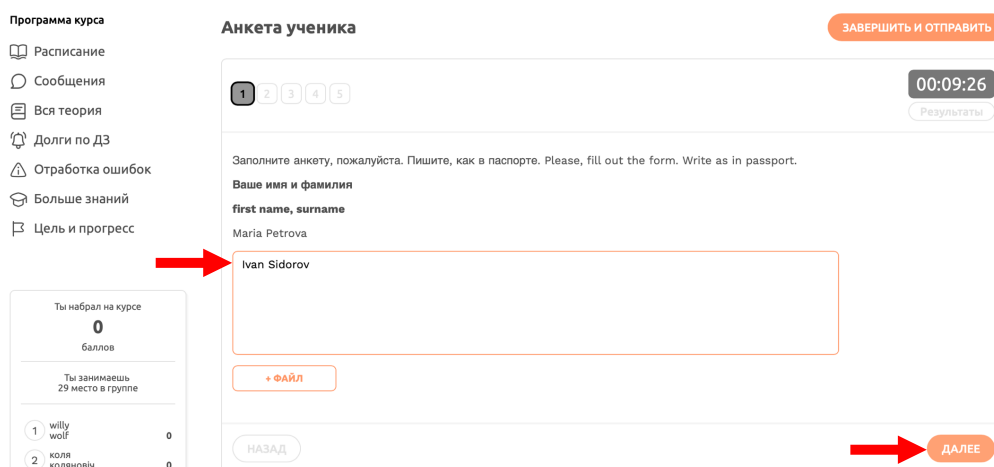 Программа курса
Расписание
Сообщения
Вся теория
Долги по ДЗ
Отработка ошибок
Больше знаний
Цель и прогресс
Ты набрал на курсе
0
баллов
Ты занимаешь
29 место в группе
1 willy wolf 0
2 коля коляновіч 0
Анкета ученика
ЗАВЕРШИТЬ И ОТПРАВИТЬ
1 2 3 4 5
00:09:26
Результаты
Заполните анкету, пожалуйста. Пишите, как в паспорте. Please, fill out the form. Write as in passport.
Ваше имя и фамилия
first name, surname
Maria Petrova
Ivan Sidorov
+ ФАЙЛ
НАЗАД
ДАЛЕЕ